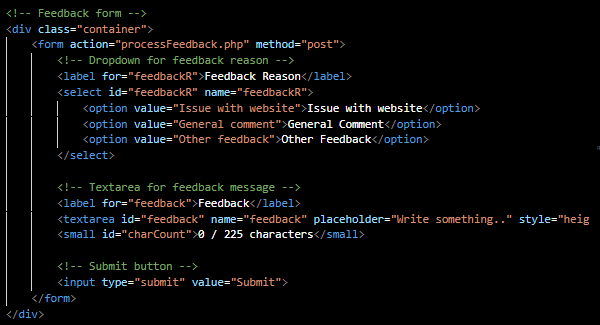 <!-- Feedback form -->
<div class="container">
<form action="processFeedback.php" method="post">
<!-- Dropdown for feedback reason -->
<label for="feedbackR">Feedback Reason</label>
<select id="feedbackR" name="feedbackR">
<option value="Issue with website">Issue with website</option>
<option value="General comment">General Comment</option>
<option value="Other feedback">Other Feedback</option>
</select>
<!-- Textarea for feedback message -->
<label for="feedback">Feedback</label>
<textarea id="feedback" name="feedback" placeholder="Write something.." style="heig
<small id="charCount">0 / 225 characters</small>
<!-- Submit button -->
<input type="submit" value="Submit">
</form>
</div>